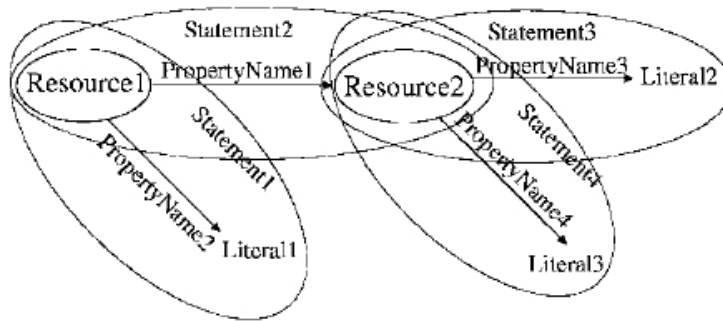 Statement2
Statement3
PropertyName1
PropertyName3
Resource1
Resource2
Literal2
Statement1
Statement4
PropertyName2
PropertyName4
Literal1
Literal3